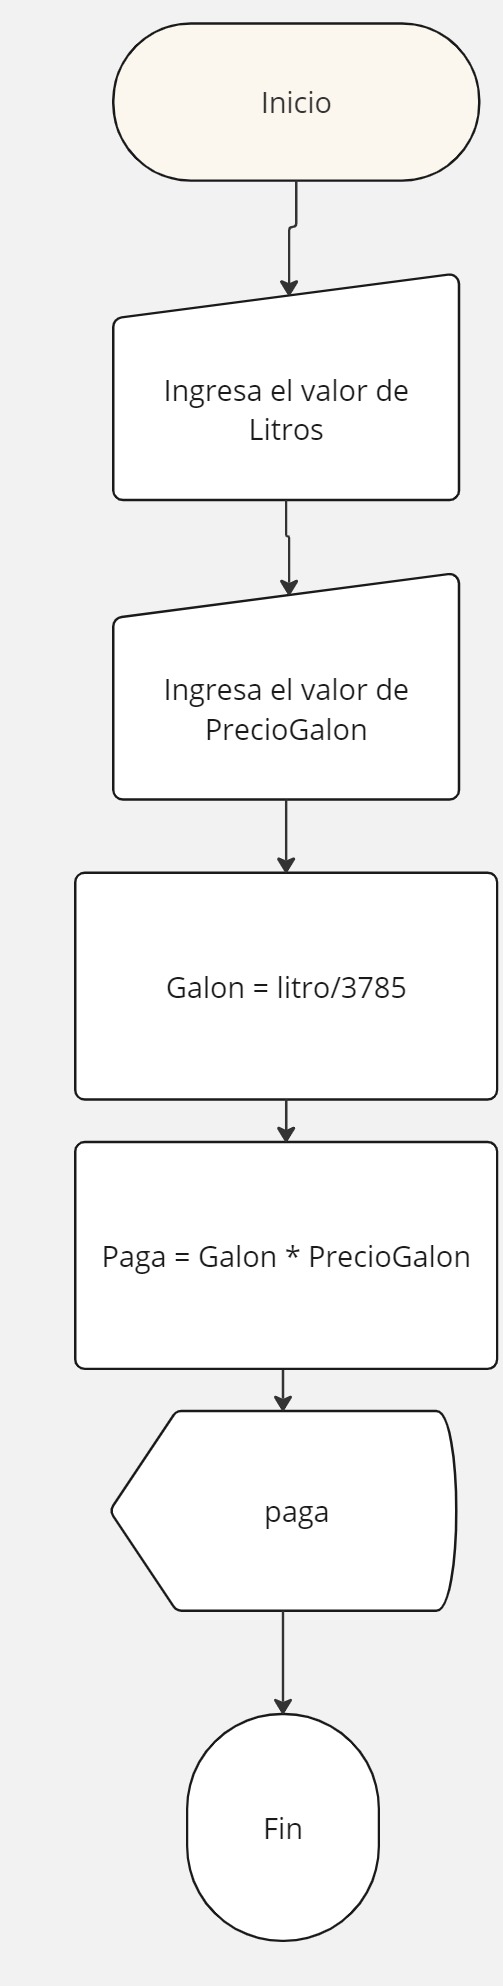 Inicio
Ingresa el valor de
Litros
Ingresa el valor de
PrecioGalon
Galon = litro/3785
Paga = Galon * PrecioGalon
paga
Fin